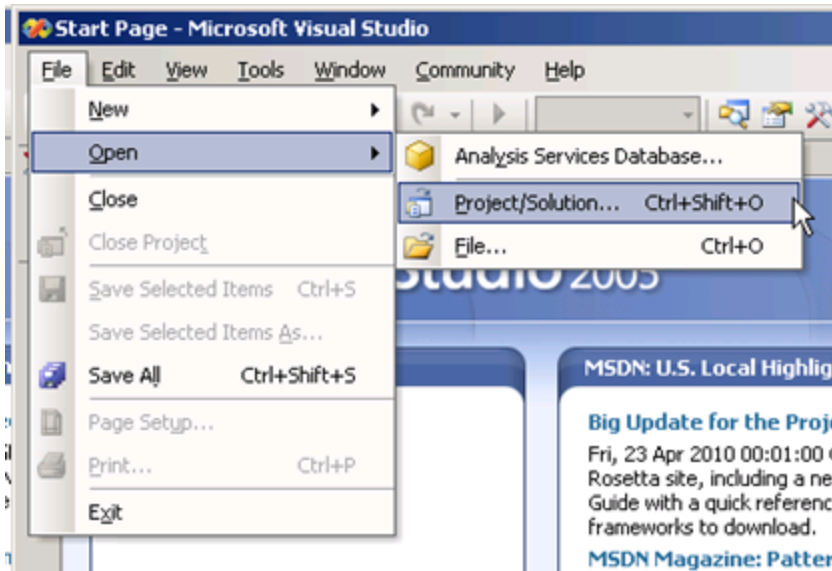 Start Page - Microsoft Visual Studio
File Edit View Tools Window Community Help
New
Open
Analysis Services Database...
Close
Project/Solution... Ctrl+Shift+O
Close Project
File... Ctrl+O
Studio 2005
Save Selected Items Ctrl+S
Save Selected Items As...
Save All Ctrl+Shift+S
MSDN: U.S. Local Highlig
Page Setup...
Big Update for the Proj
Print... Ctrl+P
Fri, 23 Apr 2010 00:01:00
Rosetta site, including a ne
Exit
Guide with a quick referenc
frameworks to download.
MSDN Magazine: Patter